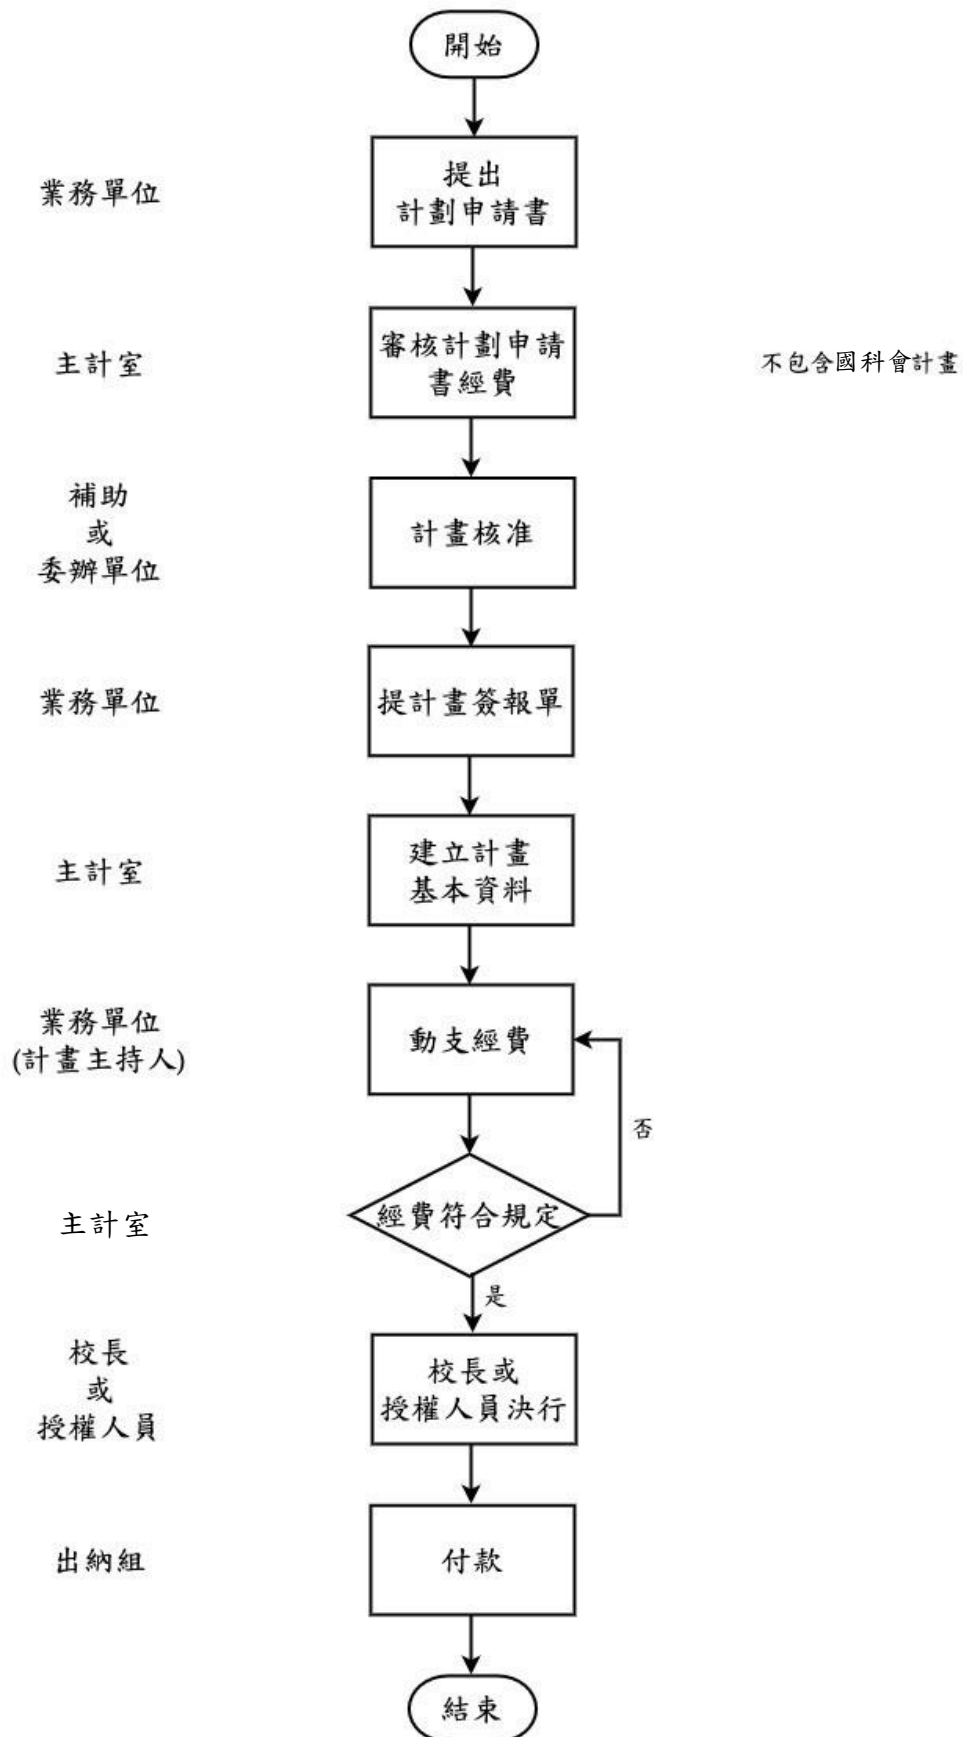 開始
業務單位
提出
計劃申請書
主計室
審核計劃申請
書經費
不包含國科會計畫
補助
或
委辦單位
計畫核准
業務單位
提計畫簽報單
主計室
建立計畫
基本資料
業務單位
(計畫主持人)
動支經費
否
主計室
經費符合規定
是
校長
或
授權人員
校長或
授權人員決行
出納組
付款
結束